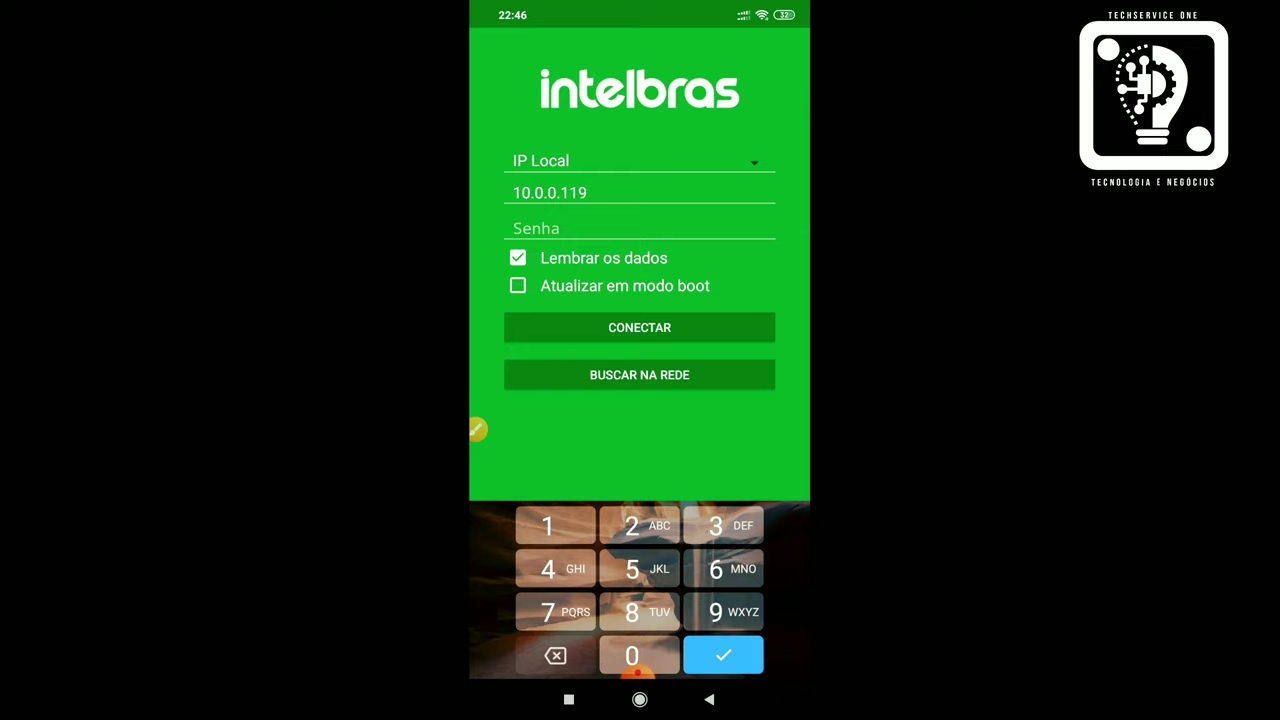 22:46
32
TECHSERVICE ONE
TECNOLOGIA E NEGÓCIOS
intelbras
IP Local
10.0.0.119
Senha
Lembrar os dados
Atualizar em modo boot
CONECTAR
BUSCAR NA REDE
1 2 ABC 3 DEF
4 GHI 5 JKL 6 MNO
7 PQRS 8 TUV 9 WXYZ
0